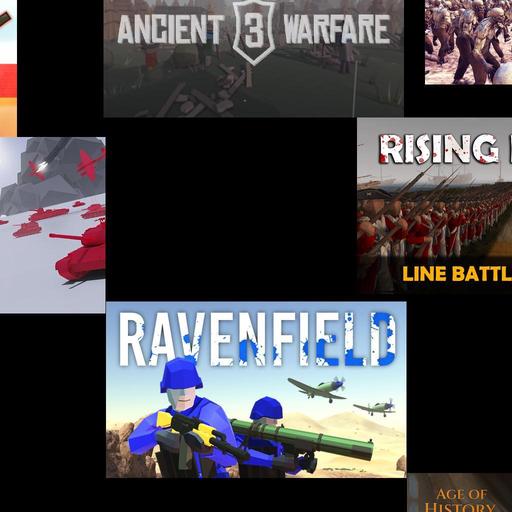 ANCIENT 3 WARFARE
RISING
LINE BATTL
RAVENFIELD
AGE OF
HISTORY